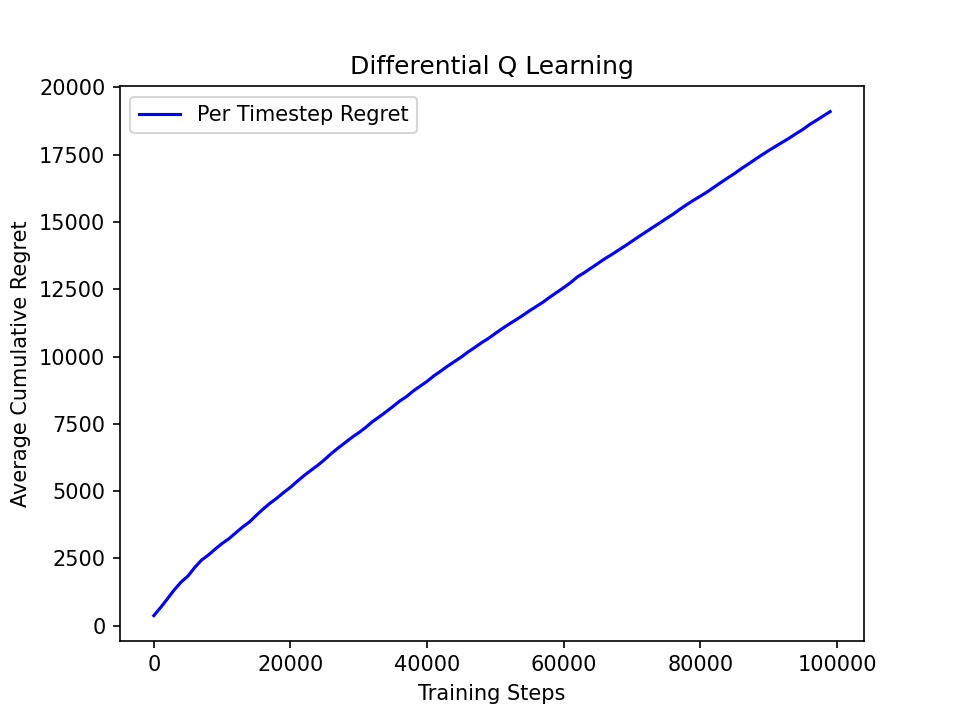 Differential Q Learning
Per Timestep Regret
Average Cumulative Regret
20000
17500
15000
12500
10000
7500
5000
2500
0
0 20000 40000 60000 80000 100000
Training Steps